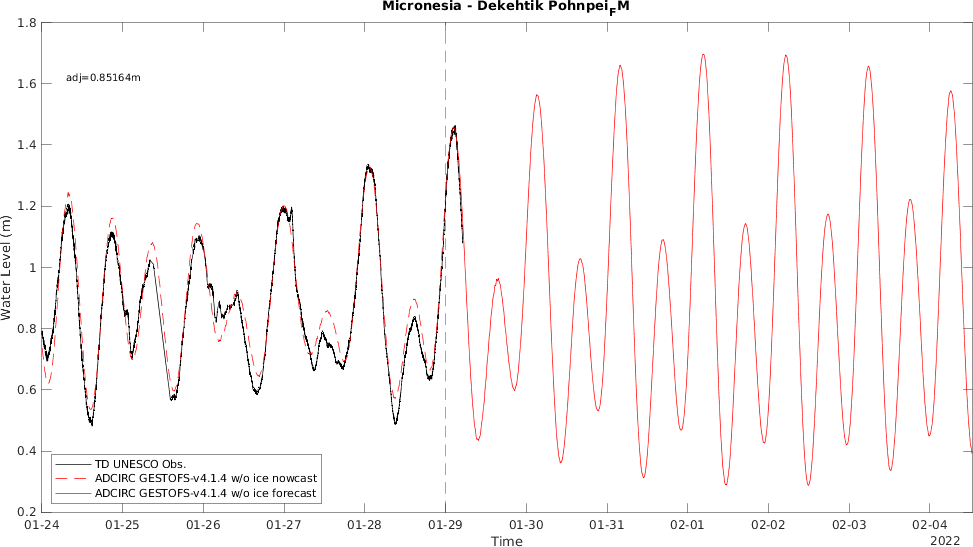 Micronesia - Dekehtik Pohnpei_FM
1.8
1.6
1.4
1.2
1
0.8
0.6
0.4
0.2
Water Level (m)
adj=0.85164m
TD UNESCO Obs.
ADCIRC GESTOFS-v4.1.4 w/o ice nowcast
ADCIRC GESTOFS-v4.1.4 w/o ice forecast
01-24 01-25 01-26 01-27 01-28 01-29 01-30 01-31 02-01 02-02 02-03 02-04
Time
2022